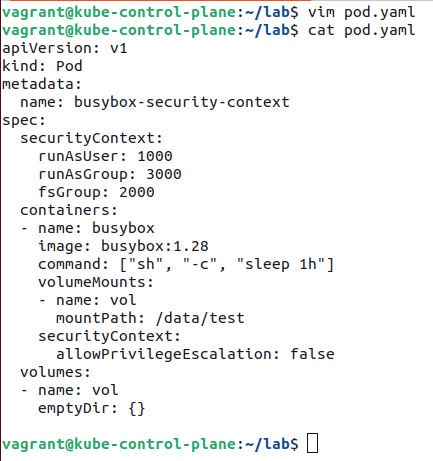 vagrant@kube-control-plane:~/lab$ vim pod.yaml
vagrant@kube-control-plane:~/lab$ cat pod.yaml
apiVersion: v1
kind: Pod
metadata:
  name: busybox-security-context
spec:
  securityContext:
    runAsUser: 1000
    runAsGroup: 3000
    fsGroup: 2000
  containers:
  - name: busybox
    image: busybox:1.28
    command: ["sh", "-c", "sleep 1h"]
    volumeMounts:
    - name: vol
      mountPath: /data/test
    securityContext:
      allowPrivilegeEscalation: false
  volumes:
  - name: vol
    emptyDir: {}

vagrant@kube-control-plane:~/lab$